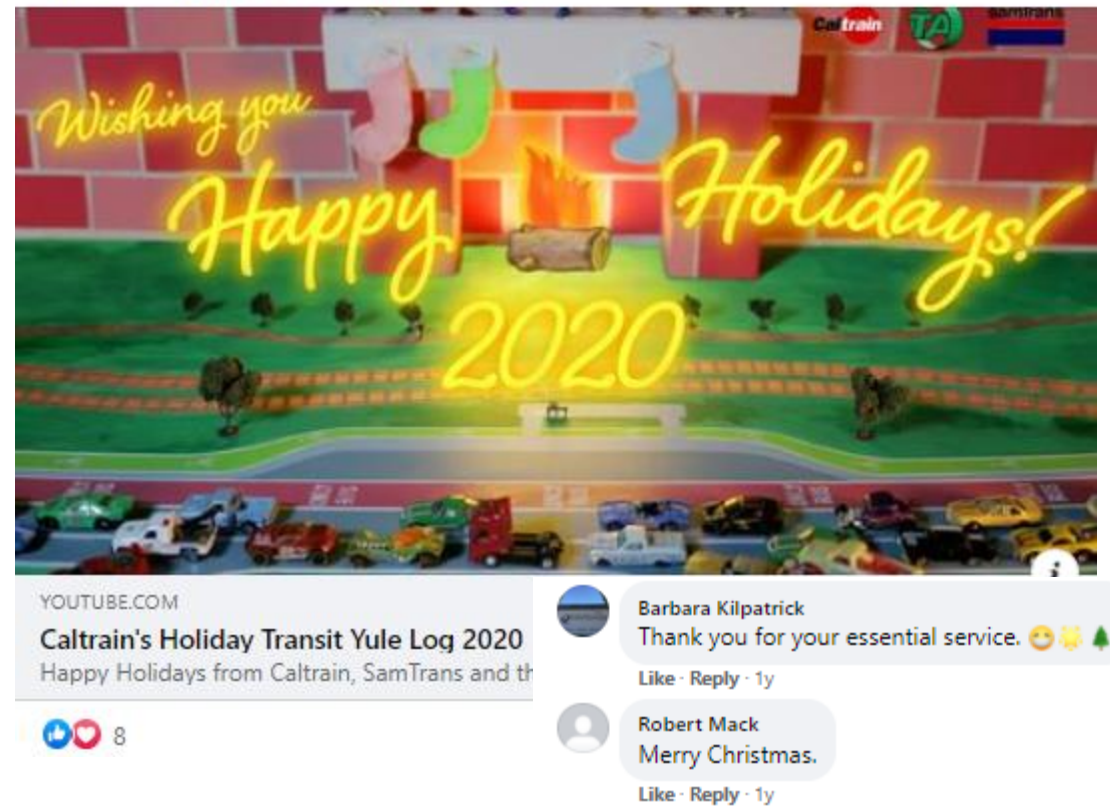 Caltrain
TA
samTrans
Wishing you
Happy Holidays!
2020
i
YOUTUBE.COM
Caltrain's Holiday Transit Yule Log 2020
Happy Holidays from Caltrain, SamTrans and th
8
Barbara Kilpatrick
Thank you for your essential service. 😷🌟🌲
Like · Reply · 1y
Robert Mack
Merry Christmas.
Like · Reply · 1y